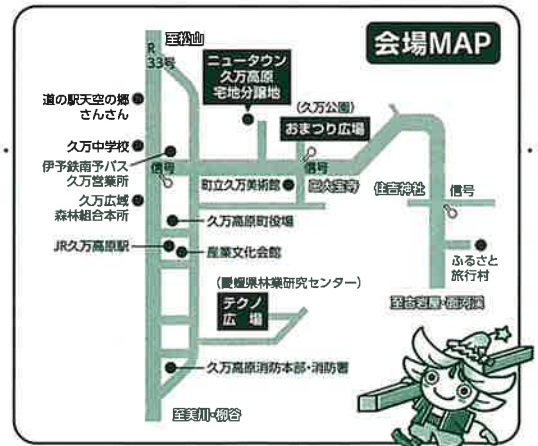 会場MAP
至松山
R
33号
ニュータウン
久万高原
宅地分譲地
道の駅天空の郷
さんさん
(久万公園)
おまつり広場
久万中学校
伊予鉄南予バス
久万営業所
信号
信号
町立久万美術館
至大宝寺
住吉神社
信号
久万広域
森林組合本所
久万高原町役場
JR久万高原駅
産業文化会館
ふるさと
旅行村
(愛媛県林業研究センター)
テクノ
広 場
至古岩屋・面河渓
久万高原消防本部・消防署
至美川・柳谷